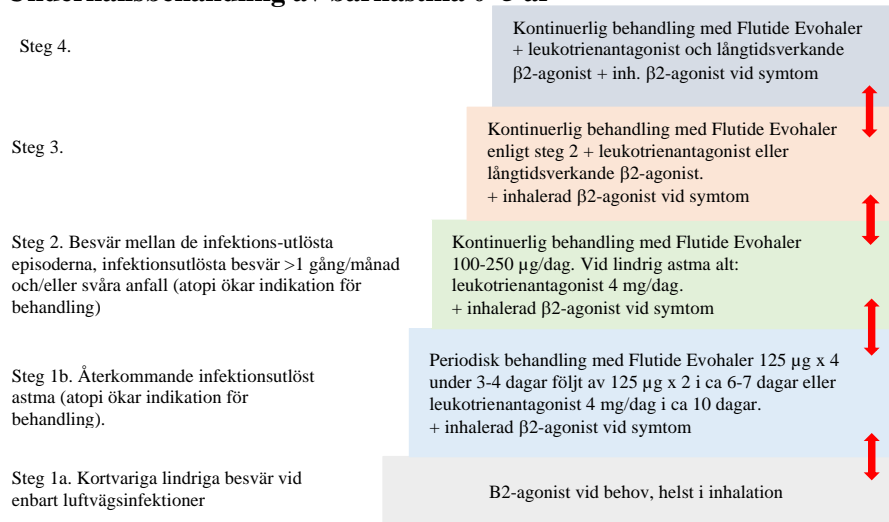 Underhållsbehandling av barnastma 0-5 år
Steg 4.
Kontinuerlig behandling med Flutide Evohaler
+ leukotrienantagonist och långtidsverkande
β2-agonist + inh. β2-agonist vid symtom
Steg 3.
Kontinuerlig behandling med Flutide Evohaler
enligt steg 2 + leukotrienantagonist eller
långtidsverkande β2-agonist.
+ inhalerad β2-agonist vid symtom
Steg 2. Besvär mellan de infektions-utlösta
episoderna, infektionsutlösta besvär >1 gång/månad
och/eller svåra anfall (atopi ökar indikation för
behandling)
Kontinuerlig behandling med Flutide Evohaler
100-250 µg/dag. Vid lindrig astma alt:
leukotrienantagonist 4 mg/dag.
+ inhalerad β2-agonist vid symtom
Steg 1b. Återkommande infektionsutlöst
astma (atopi ökar indikation för
behandling).
Periodisk behandling med Flutide Evohaler 125 µg x 4
under 3-4 dagar följt av 125 µg x 2 i ca 6-7 dagar eller
leukotrienantagonist 4 mg/dag i ca 10 dagar.
+ inhalerad β2-agonist vid symtom
Steg 1a. Kortvariga lindriga besvär vid
enbart luftvägsinfektioner
B2-agonist vid behov, helst i inhalation